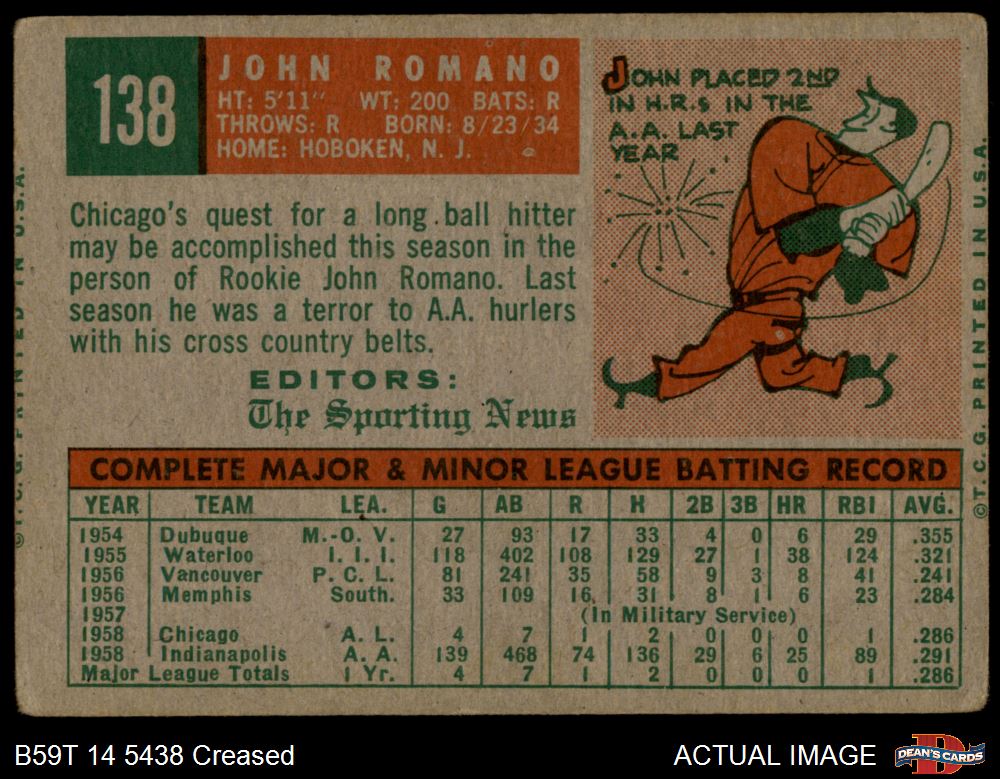 138
JOHN ROMANO
HT: 5'11" WT: 200 BATS: R
THROWS: R BORN: 8/23/34
HOME: HOBOKEN, N. J.
JOHN PLACED 2ND
IN H.R.s IN THE
A.A. LAST
YEAR
Chicago's quest for a long ball hitter
may be accomplished this season in the
person of Rookie John Romano. Last
season he was a terror to A.A. hurlers
with his cross country belts.
EDITORS:
The Sporting News
COMPLETE MAJOR & MINOR LEAGUE BATTING RECORD
YEAR TEAM LEA. G AB R H 2B 3B HR RBI AVG.
1954 Dubuque M.-O. V. 27 93 17 33 4 0 6 29 .355
1955 Waterloo I. I. I. 118 402 108 129 27 1 38 124 .321
1956 Vancouver P. C. L. 81 241 35 58 9 3 8 41 .241
1956 Memphis South. 33 109 16 31 8 1 6 23 .284
1957 (In Military Service)
1958 Chicago A. L. 4 7 1 2 0 0 0 1 .286
1958 Indianapolis A. A. 139 468 74 136 29 6 25 89 .291
Major League Totals 1 Yr. 4 7 1 2 0 0 0 1 .286
©T.C.G. PRINTED IN U.S.A.
©T.C.G. PRINTED IN U.S.A.
B59T 14 5438 Creased
ACTUAL IMAGE
DEAN'S CARDS